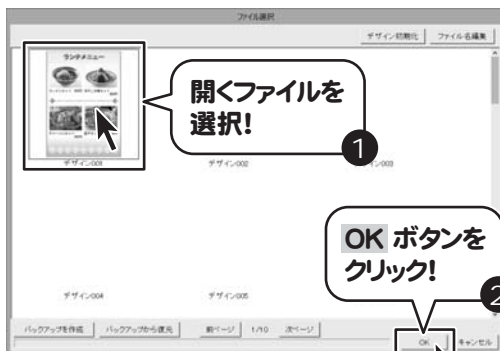 ファイル選択
デザイン初期化 ファイル名編集
ランチメニュー
開くファイルを
選択!
1
デザイン001 デザイン002 デザイン003
OK ボタンを
クリック!
2
デザイン004 デザイン005
バックアップを作成 バックアップから復元 前ページ 1/10 次ページ
OK キャンセル